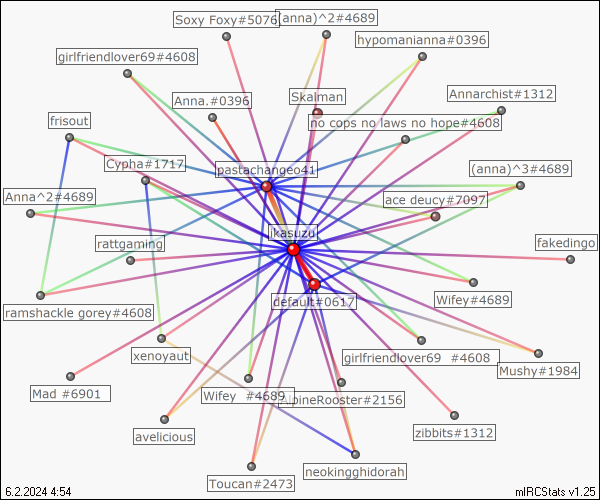 Soxy Foxy#5076
(anna)^2#4689
hypomanianna#0396
girlfriendlover69#4608
Anna.#0396
Skalman
Annarchist#1312
frisout
no cops no laws no hope#4608
Cypha#1717
pastachangeo41
(anna)^3#4689
Anna^2#4689
ace deucy#7097
ikasuzu
rattgaming
fakedingo
default#0617
Wifey#4689
ramshackle gorey#4608
xenoyaut
girlfriendlover69 #4608
Mushy#1984
Mad #6901
Wifey #4689
AlpineRooster#2156
avelicious
zibbits#1312
Toucan#2473
neokingghidorah
6.2.2024 4:54
mIRCStats v1.25